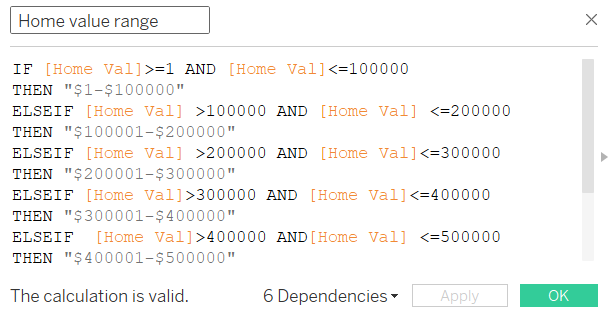 Home value range
IF [Home Val]>=1 AND [Home Val]<=100000
THEN "$1-$100000"
ELSEIF [Home Val] >100000 AND [Home Val] <=200000
THEN "$100001-$200000"
ELSEIF [Home Val] >200000 AND [Home Val]<=300000
THEN "$200001-$300000"
ELSEIF [Home Val]>300000 AND [Home Val]<=400000
THEN "$300001-$400000"
ELSEIF  [Home Val]>400000 AND[Home Val] <=500000
THEN "$400001-$500000"
The calculation is valid. 6 Dependencies Apply OK